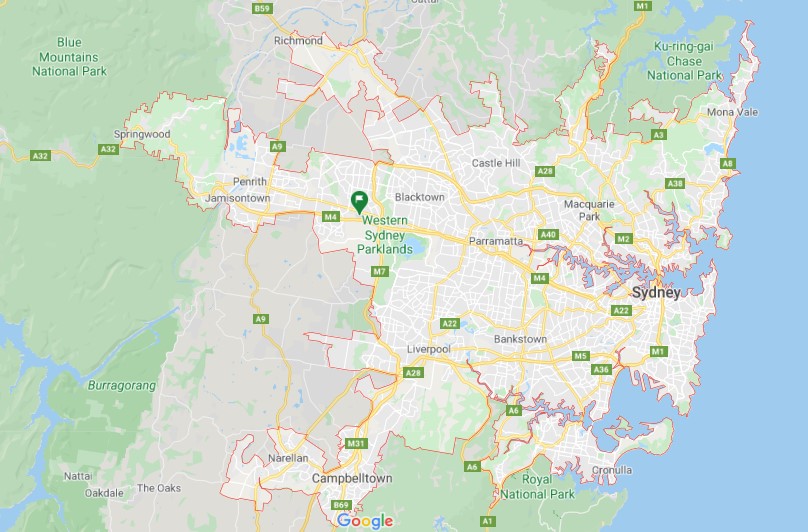 B59
M1
Blue
Mountains
National Park
Richmond
Ku-ring-gai
Chase
National Park
Mona Vale
Springwood
A32
A32
A9
A3
A8
Castle Hill
A28
A38
Penrith
Jamisontown
Blacktown
Macquarie
Park
M4
Western
Sydney
Parklands
Parramatta
A40
M2
M7
M4
Sydney
A9
A22
A22
Bankstown
Liverpool
M5
M1
A36
A28
Burragorang
A6
M31
Narellan
Campbelltown
A6
Cronulla
Royal
National Park
Nattai
Oakdale
The Oaks
B69
Google
A1